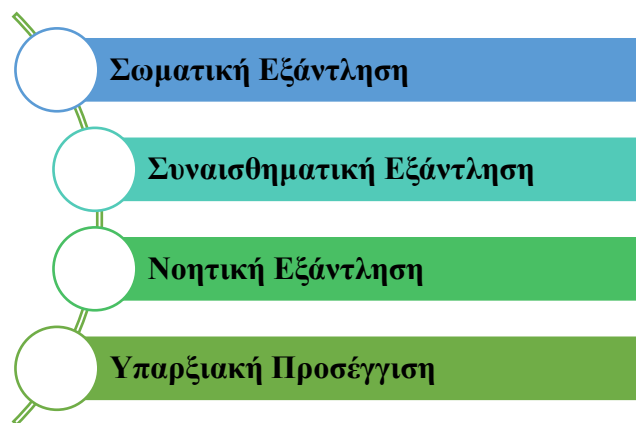 Σωματική Εξάντληση
Συναισθηματική Εξάντληση
Νοητική Εξάντληση
Υπαρξιακή Προσέγγιση